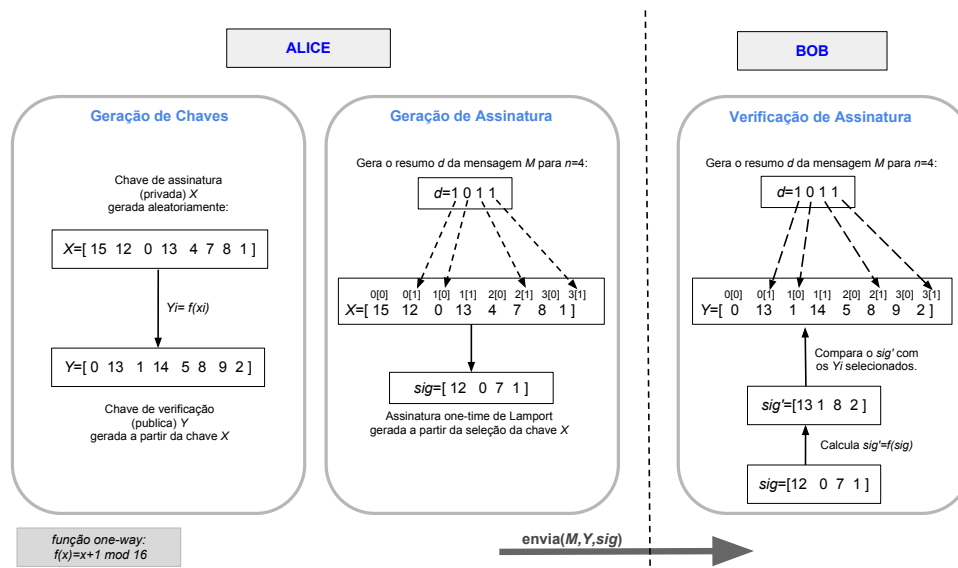 ALICE
BOB
Geração de Chaves
Chave de assinatura
(privada) X
gerada aleatoriamente:
X=[ 15 12 0 13 4 7 8 1 ]
Yi= f(xi)
Y=[ 0 13 1 14 5 8 9 2 ]
Chave de verificação
(publica) Y
gerada a partir da chave X
função one-way:
f(x)=x+1 mod 16
Geração de Assinatura
Gera o resumo d da mensagem M para n=4:
d=1 0 1 1
0[0] 0[1] 1[0] 1[1] 2[0] 2[1] 3[0] 3[1]
X=[ 15 12 0 13 4 7 8 1 ]
sig=[ 12 0 7 1 ]
Assinatura one-time de Lamport
gerada a partir da seleção da chave X
envia(M,Y,sig)
Verificação de Assinatura
Gera o resumo d da mensagem M para n=4:
d=1 0 1 1
0[0] 0[1] 1[0] 1[1] 2[0] 2[1] 3[0] 3[1]
Y=[ 0 13 1 14 5 8 9 2 ]
Compara o sig' com
os Yi selecionados.
sig'=[13 1 8 2 ]
Calcula sig'=f(sig)
sig=[12 0 7 1 ]